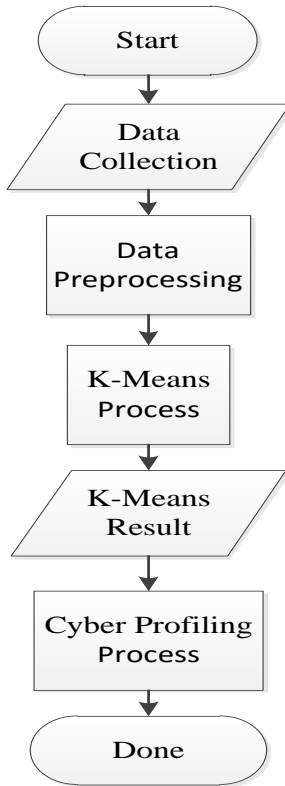 Start
Data
Collection
Data
Preprocessing
K-Means
Process
K-Means
Result
Cyber Profiling
Process
Done